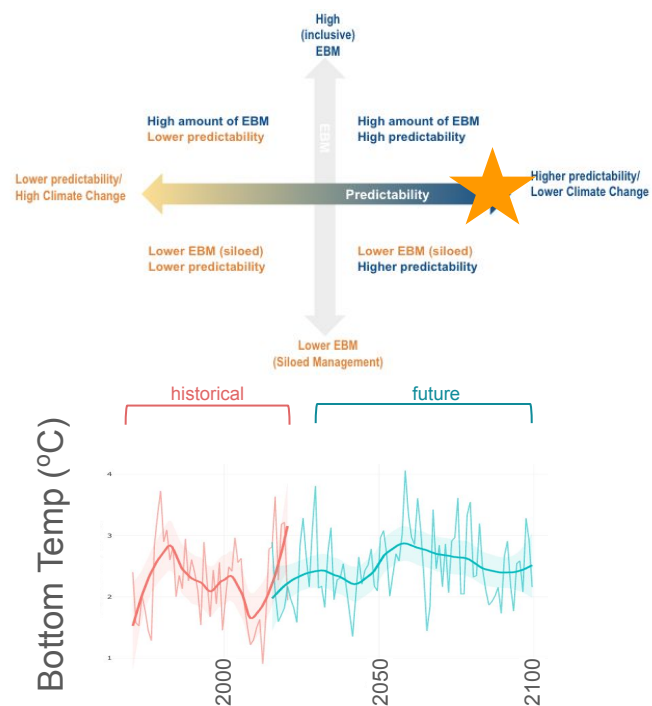 High
(inclusive)
EBM
High amount of EBM
Lower predictability
High amount of EBM
High predictability
EBM
Lower predictability/
High Climate Change
Predictability
Higher predictability/
Lower Climate Change
Lower EBM (siloed)
Lower predictability
Lower EBM (siloed)
Higher predictability
Lower EBM
(Siloed Management)
historical
future
Bottom Temp (ºC)
4
3
2
1
2000
2050
2100